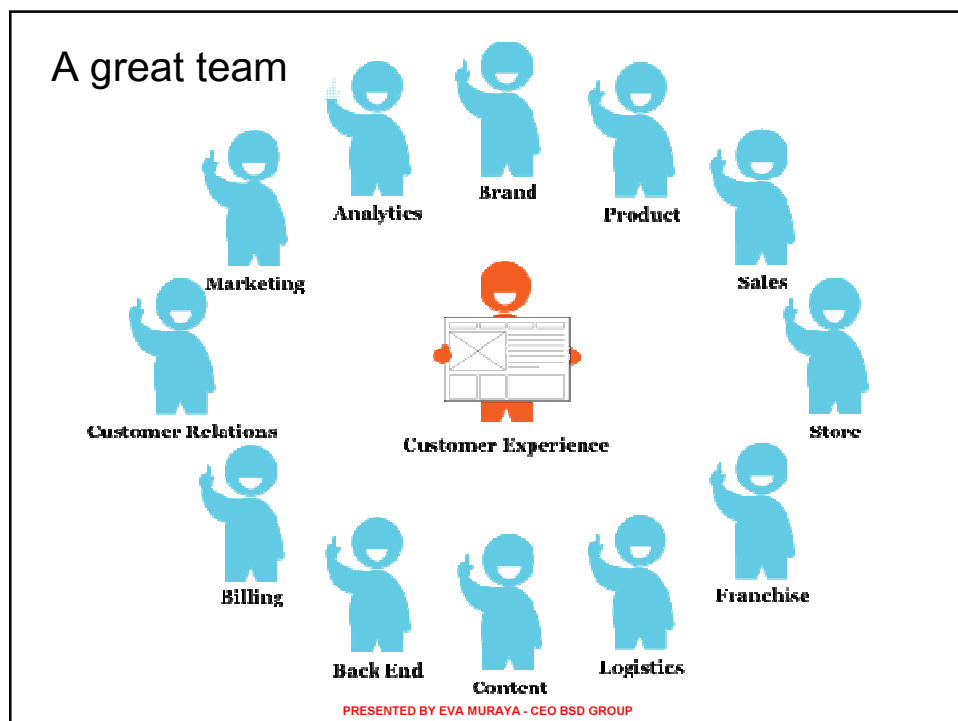 A great team
Brand
Analytics
Product
Marketing
Sales
Customer Relations
Customer Experience
Store
Billing
Franchise
Back End
Logistics
Content
PRESENTED BY EVA MURAYA - CEO BSD GROUP